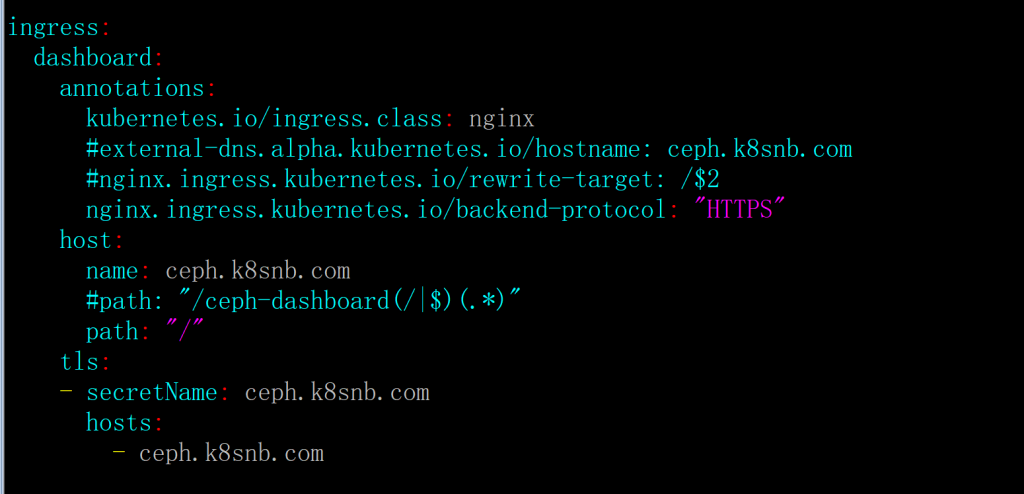 ingress:
  dashboard:
    annotations:
      kubernetes.io/ingress.class: nginx
      #external-dns.alpha.kubernetes.io/hostname: ceph.k8snb.com
      #nginx.ingress.kubernetes.io/rewrite-target: /$2
      nginx.ingress.kubernetes.io/backend-protocol: "HTTPS"
    host:
      name: ceph.k8snb.com
      #path: "/ceph-dashboard(/|$)(.*)"
      path: "/"
    tls:
    - secretName: ceph.k8snb.com
      hosts:
        - ceph.k8snb.com